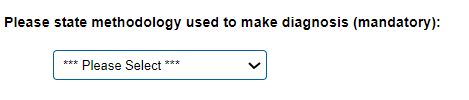 Please state methodology used to make diagnosis (mandatory):
*** Please Select ***